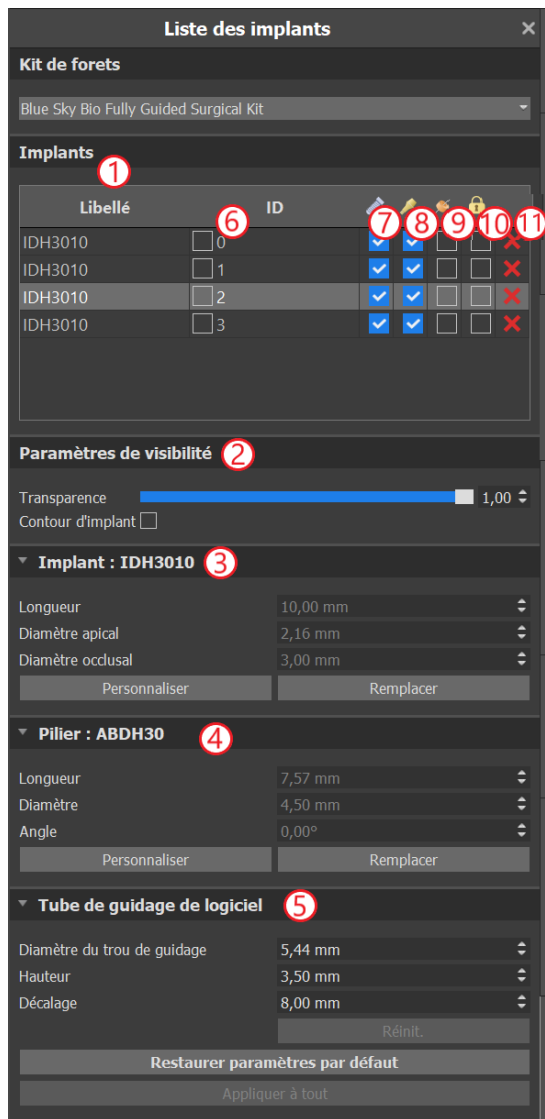 Liste des implants ×
Kit de forets
Blue Sky Bio Fully Guided Surgical Kit
Implants
1
Libellé ID
6 7 8 9 10 11
IDH3010 0
IDH3010 1
IDH3010 2
IDH3010 3
Paramètres de visibilité 2
Transparence 1,00
Contour d'implant
Implant : IDH3010 3
Longueur 10,00 mm
Diamètre apical 2,16 mm
Diamètre occlusal 3,00 mm
Personnaliser Remplacer
Pilier : ABDH30 4
Longueur 7,57 mm
Diamètre 4,50 mm
Angle 0,00°
Personnaliser Remplacer
Tube de guidage de logiciel 5
Diamètre du trou de guidage 5,44 mm
Hauteur 3,50 mm
Décalage 8,00 mm
Réinit.
Restaurer paramètres par défaut
Appliquer à tout